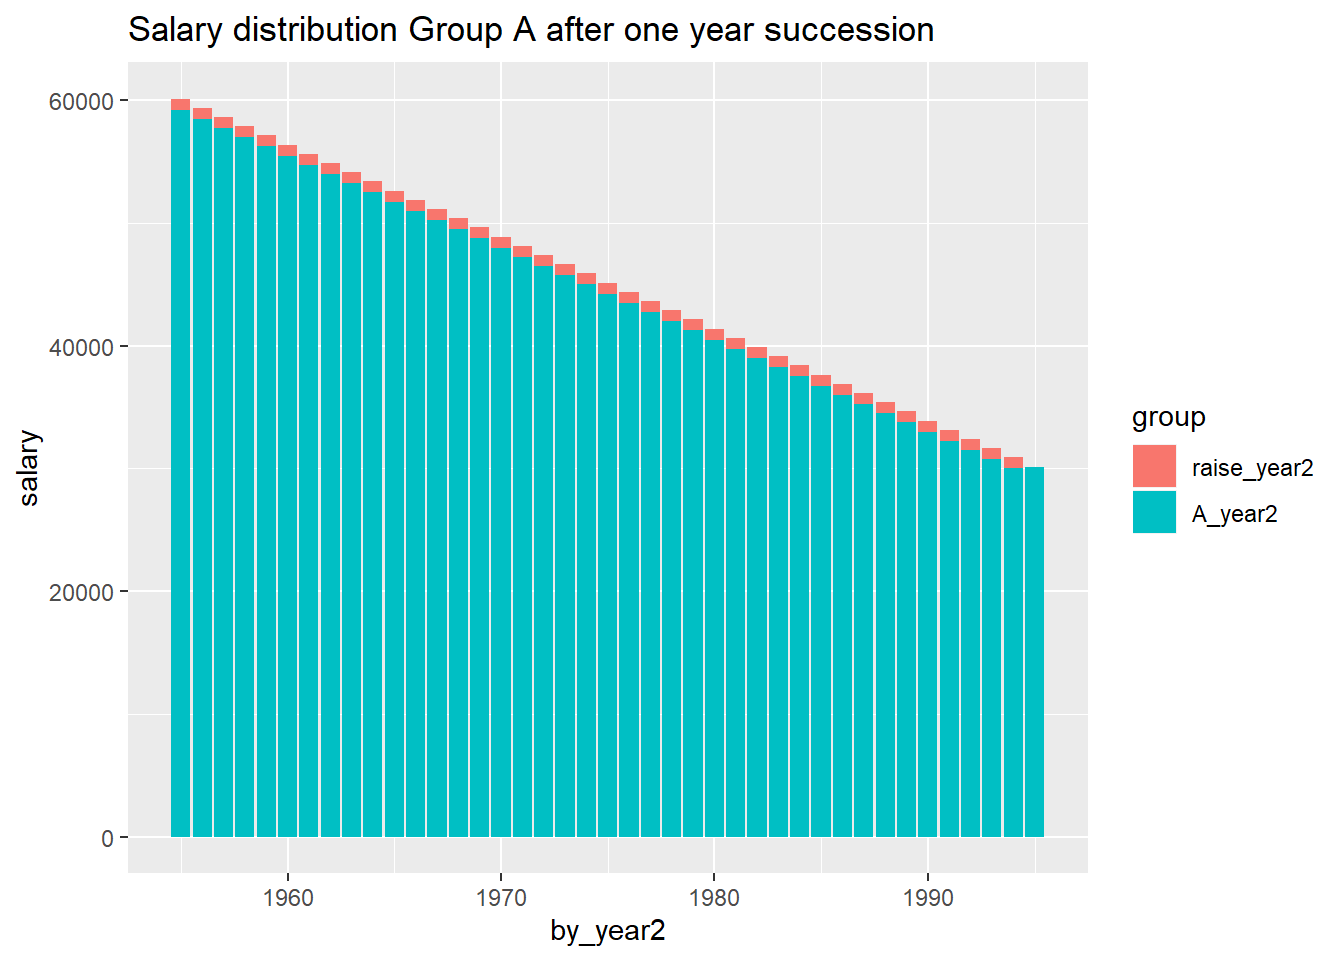 Salary distribution Group A after one year succession
60000
40000
20000
0
salary
1960 1970 1980 1990
by_year2
group
raise_year2
A_year2